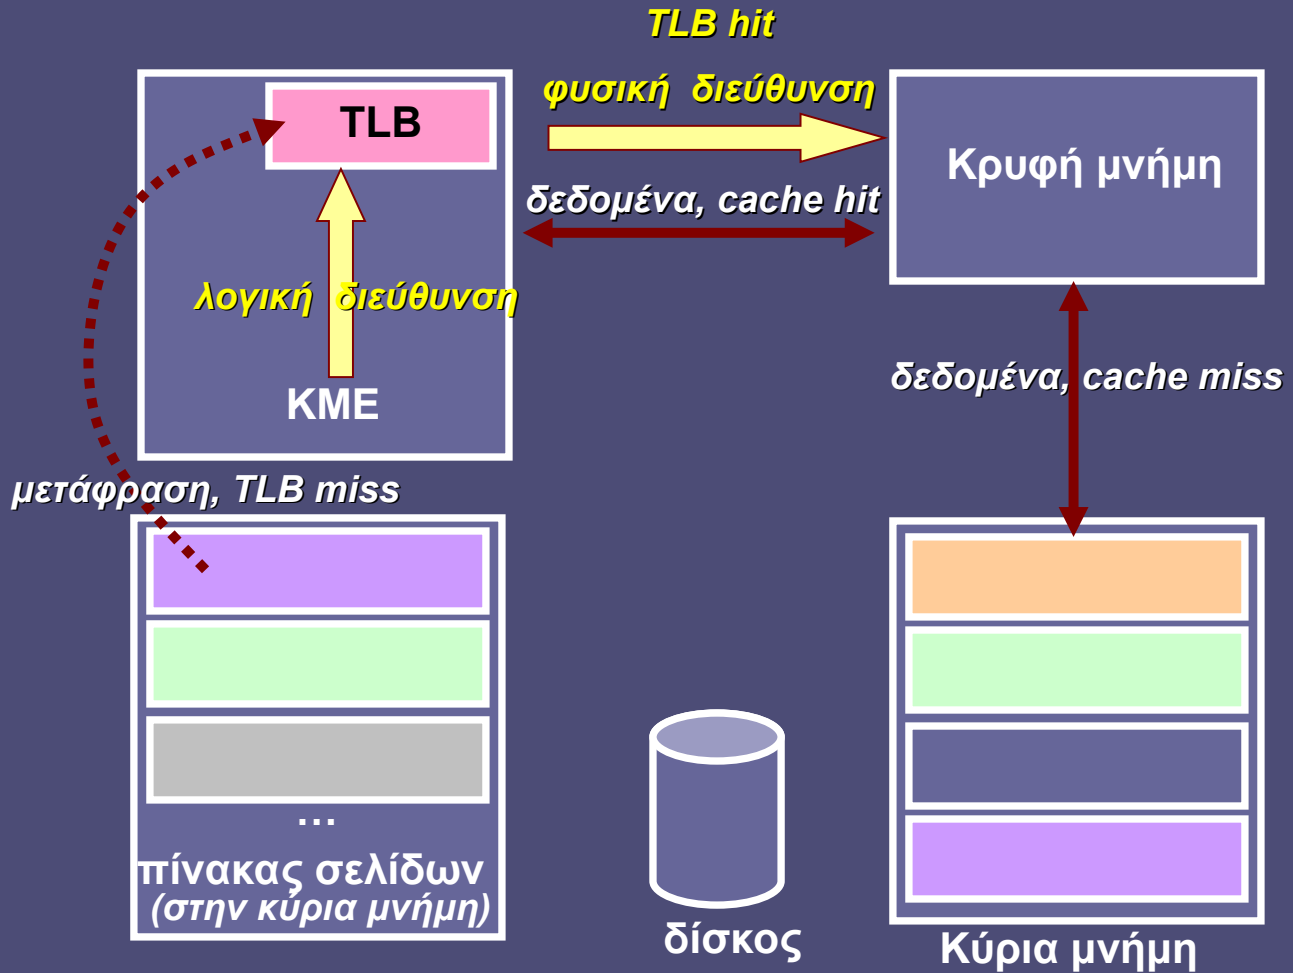 TLB hit
φυσική διεύθυνση
TLB
Κρυφή μνήμη
δεδομένα, cache hit
λογική διεύθυνση
ΚΜΕ
δεδομένα, cache miss
μετάφραση, TLB miss
...
πίνακας σελίδων
(στην κύρια μνήμη)
δίσκος
Κύρια μνήμη